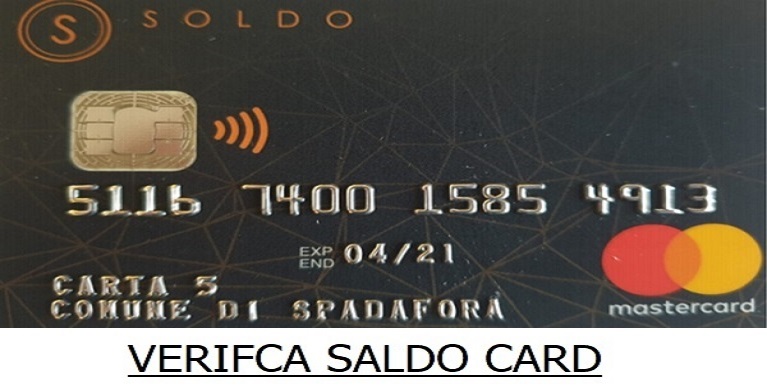 S SOLDO
5116 7400 1585 4913
EXP
END 04/21
CARTA 5
COMUNE DI SPADAFORA
mastercard
VERIFCA SALDO CARD